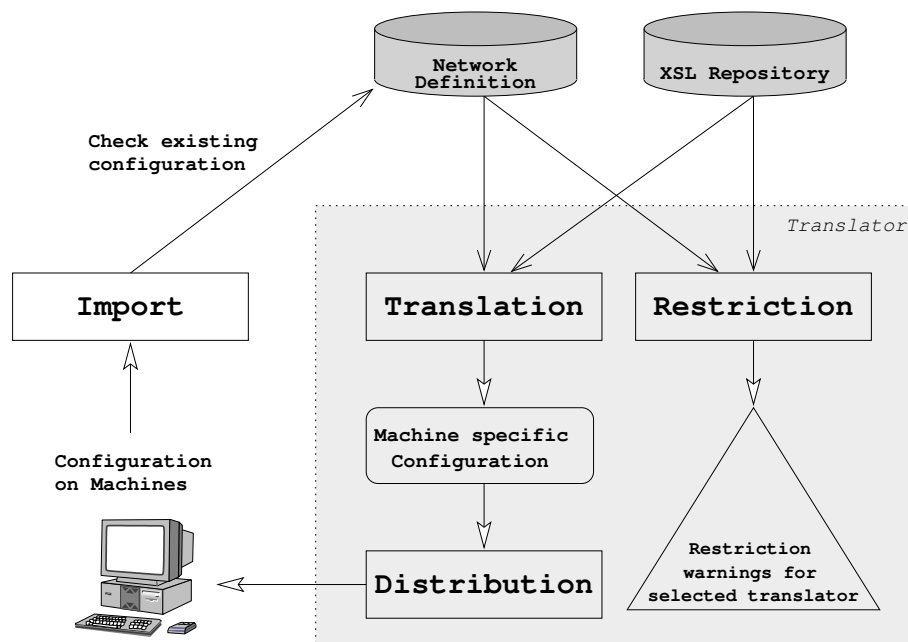 Network
Definition
XSL Repository
Check existing
configuration
Translator
Import
Translation
Restriction
Machine specific
Configuration
Configuration
on Machines
Restriction
warnings for
selected translator
Distribution